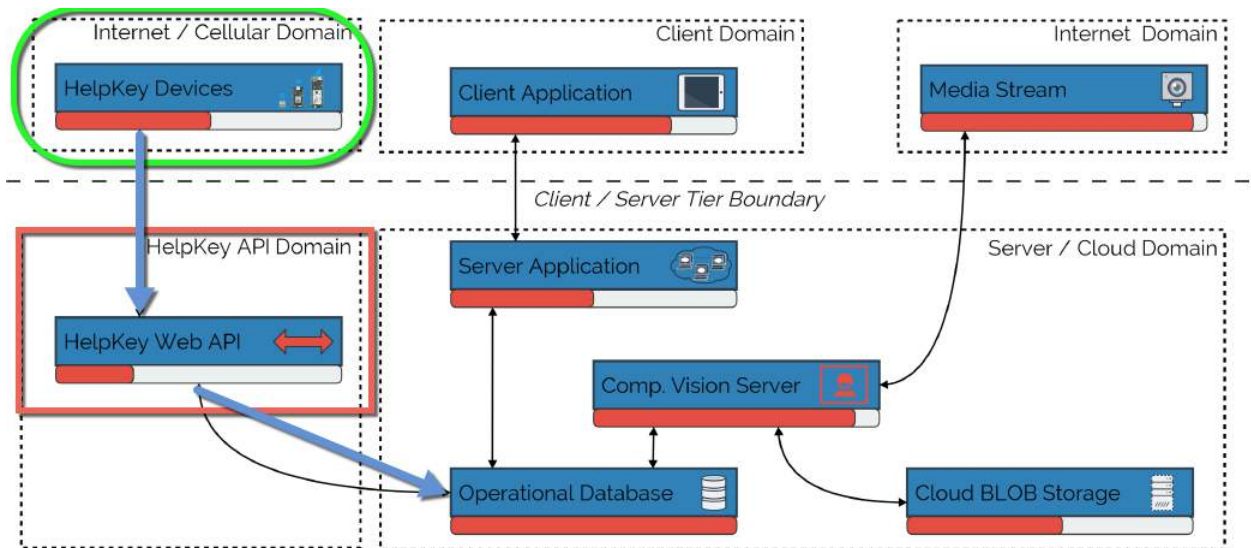 Internet / Cellular Domain
HelpKey Devices
Client Domain
Client Application
Internet Domain
Media Stream
Client / Server Tier Boundary
HelpKey API Domain
HelpKey Web API
Server / Cloud Domain
Server Application
Comp. Vision Server
Operational Database
Cloud BLOB Storage